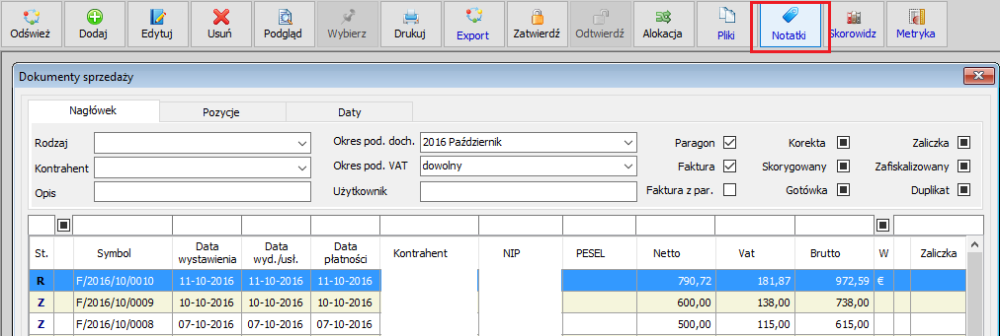 Odśwież Dodaj Edytuj Usuń Podgląd Wybierz Drukuj Export Zatwierdź Odtwierdź Alokacja Pliki Notatki Skorowidz Metryka
Dokumenty sprzedaży
Nagłówek Pozycje Daty
Rodzaj Okres pod. doch. 2016 Październik Paragon Korekta Zaliczka
Kontrahent Okres pod. VAT dowolny Faktura Skorygowany Zafiskalizowany
Opis Użytkownik Faktura z par. Gotówka Duplikat
St. Symbol Data wystawienia Data wyd./usł. Data płatności Kontrahent NIP PESEL Netto Vat Brutto W Zaliczka
R F/2016/10/0010 11-10-2016 11-10-2016 11-10-2016 790,72 181,87 972,59 €
Z F/2016/10/0009 10-10-2016 10-10-2016 10-10-2016 600,00 138,00 738,00
Z F/2016/10/0008 07-10-2016 07-10-2016 07-10-2016 500,00 115,00 615,00